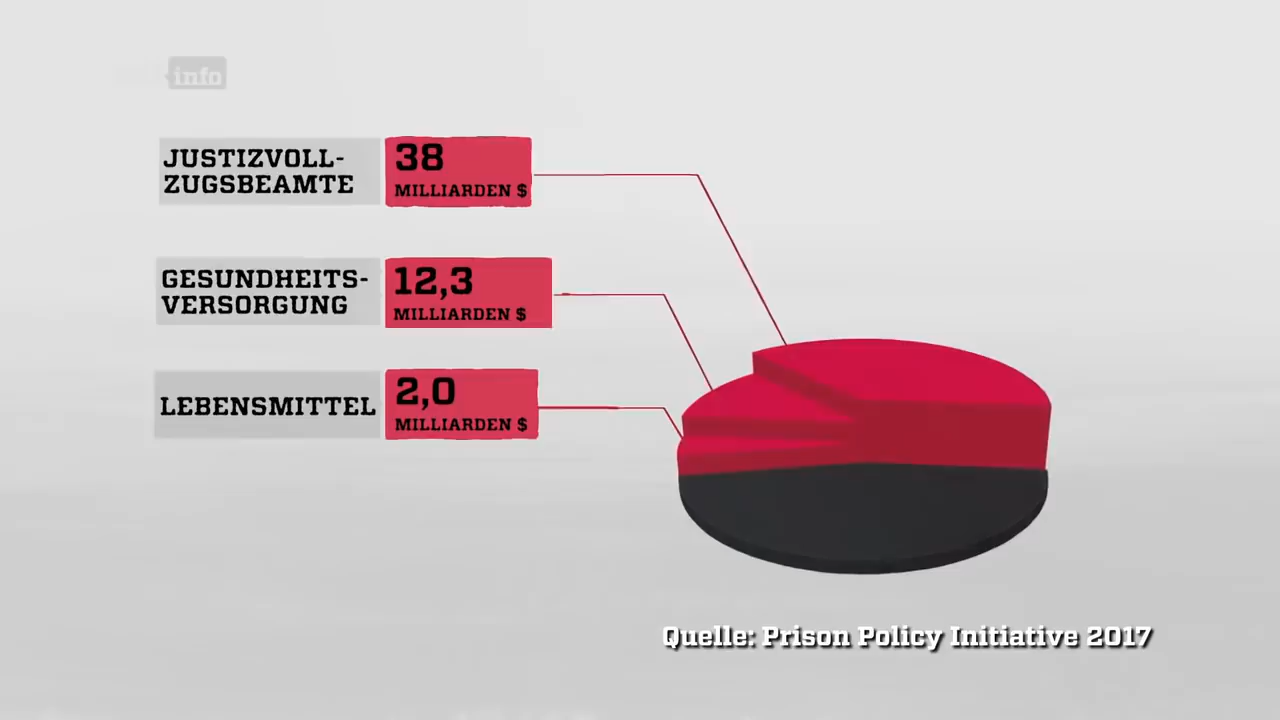 info
JUSTIZVOLL-
ZUGSBEAMTE
38
MILLIARDEN $
GESUNDHEITS-
VERSORGUNG
12,3
MILLIARDEN $
LEBENSMITTEL
2,0
MILLIARDEN $
Quelle: Prison Policy Initiative 2017